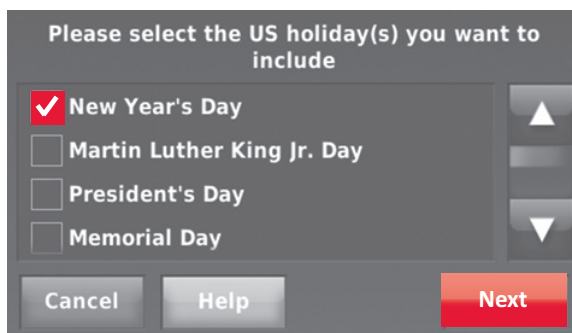 Please select the US holiday(s) you want to
include
New Year's Day
Martin Luther King Jr. Day
President's Day
Memorial Day
Cancel
Help
Next